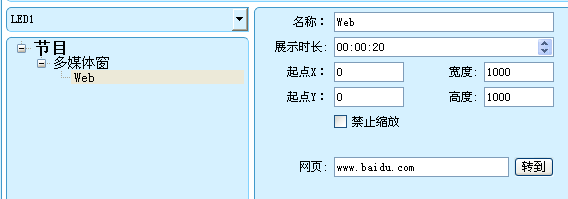 LED1
节目
多媒体窗
Web
名称： Web
展示时长: 00:00:20
起点X： 0 宽度: 1000
起点Y： 0 高度: 1000
禁止缩放
网页: www.baidu.com 转到